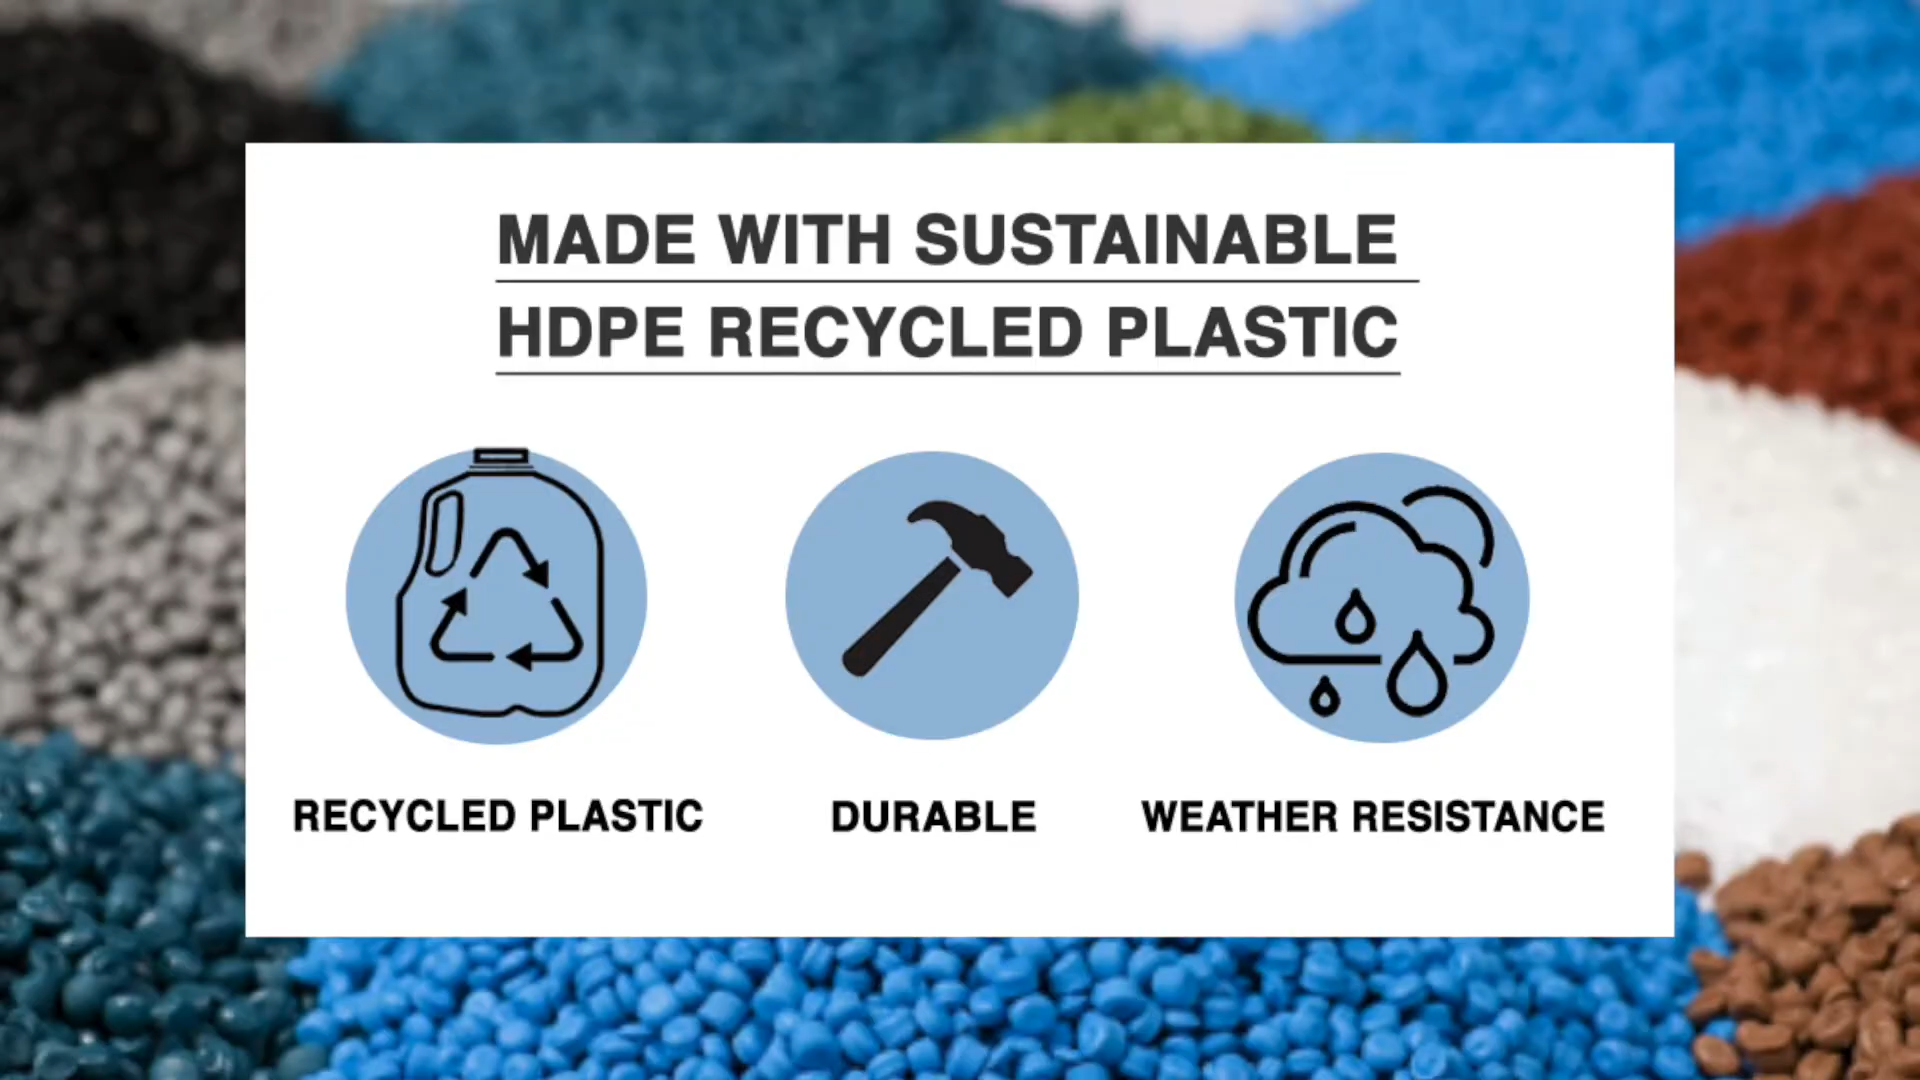 MADE WITH SUSTAINABLE
HDPE RECYCLED PLASTIC
RECYCLED PLASTIC
DURABLE
WEATHER RESISTANCE